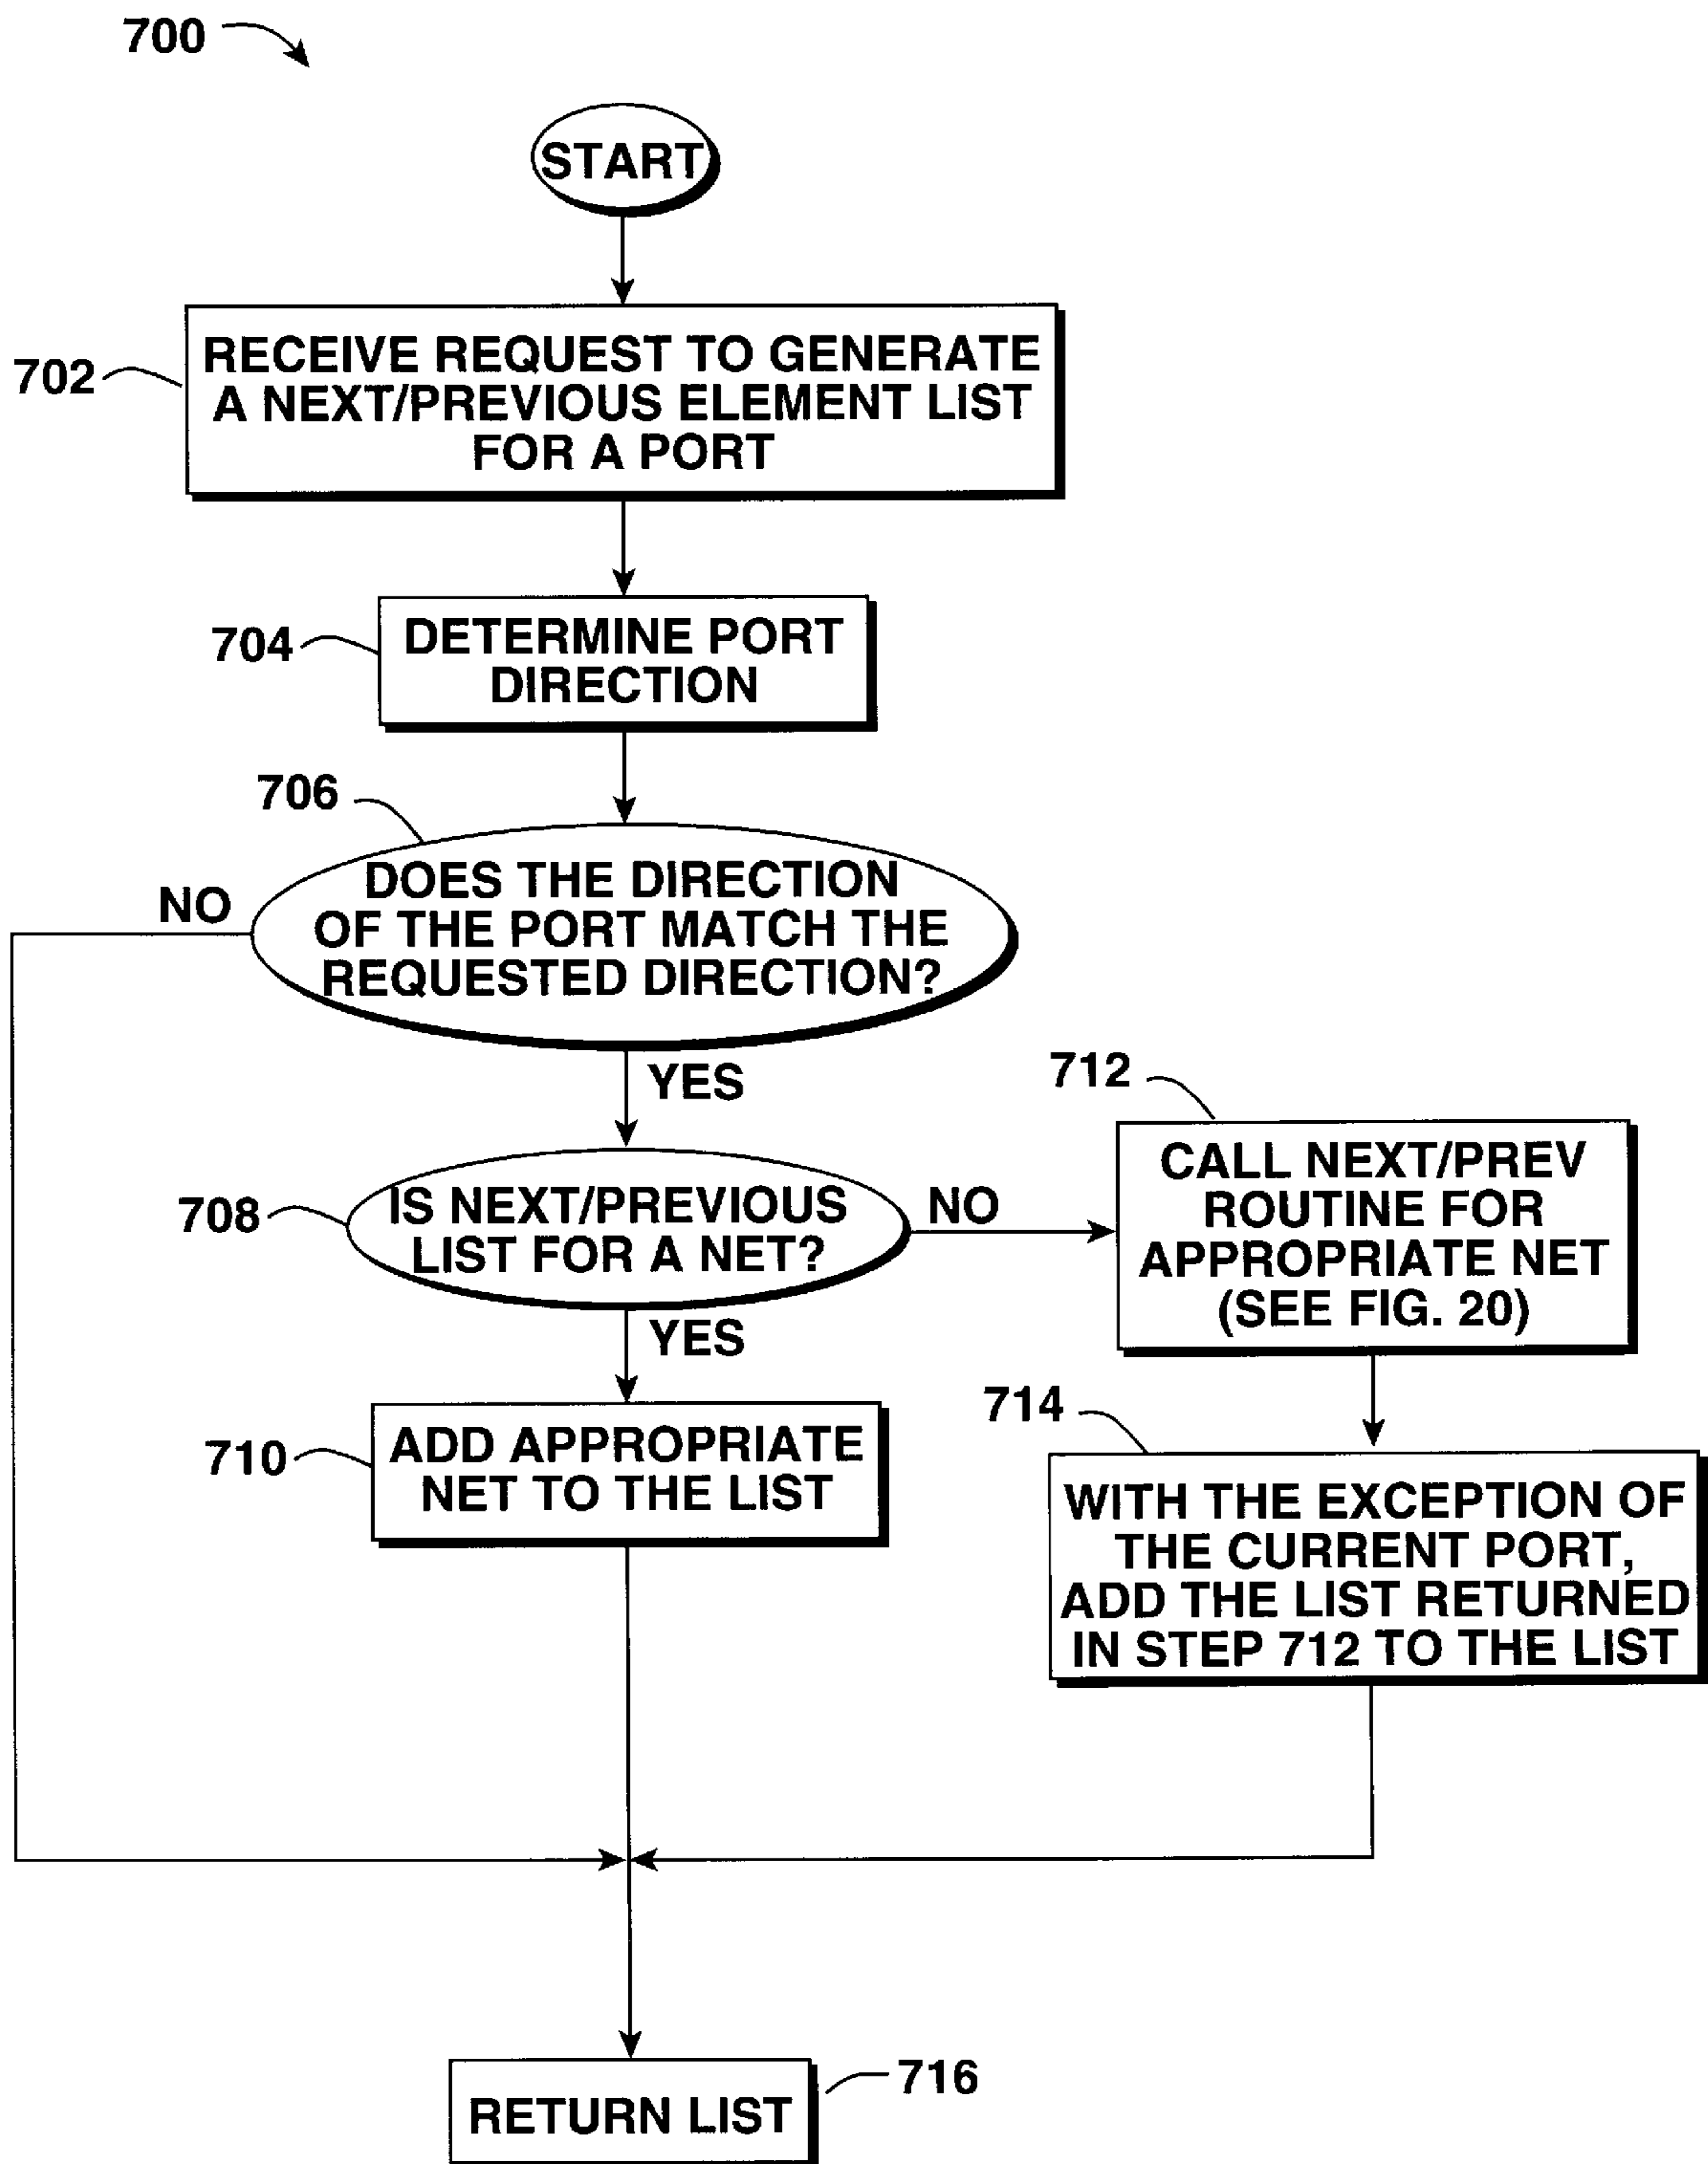 700
START
702
RECEIVE REQUEST TO GENERATE
A NEXT/PREVIOUS ELEMENT LIST
FOR A PORT
704
DETERMINE PORT
DIRECTION
706
NO
DOES THE DIRECTION
OF THE PORT MATCH THE
REQUESTED DIRECTION?
YES
708
IS NEXT/PREVIOUS
LIST FOR A NET?
NO
YES
712
CALL NEXT/PREV
ROUTINE FOR
APPROPRIATE NET
(SEE FIG. 20)
710
ADD APPROPRIATE
NET TO THE LIST
714
WITH THE EXCEPTION OF
THE CURRENT PORT,
ADD THE LIST RETURNED
IN STEP 712 TO THE LIST
RETURN LIST
716